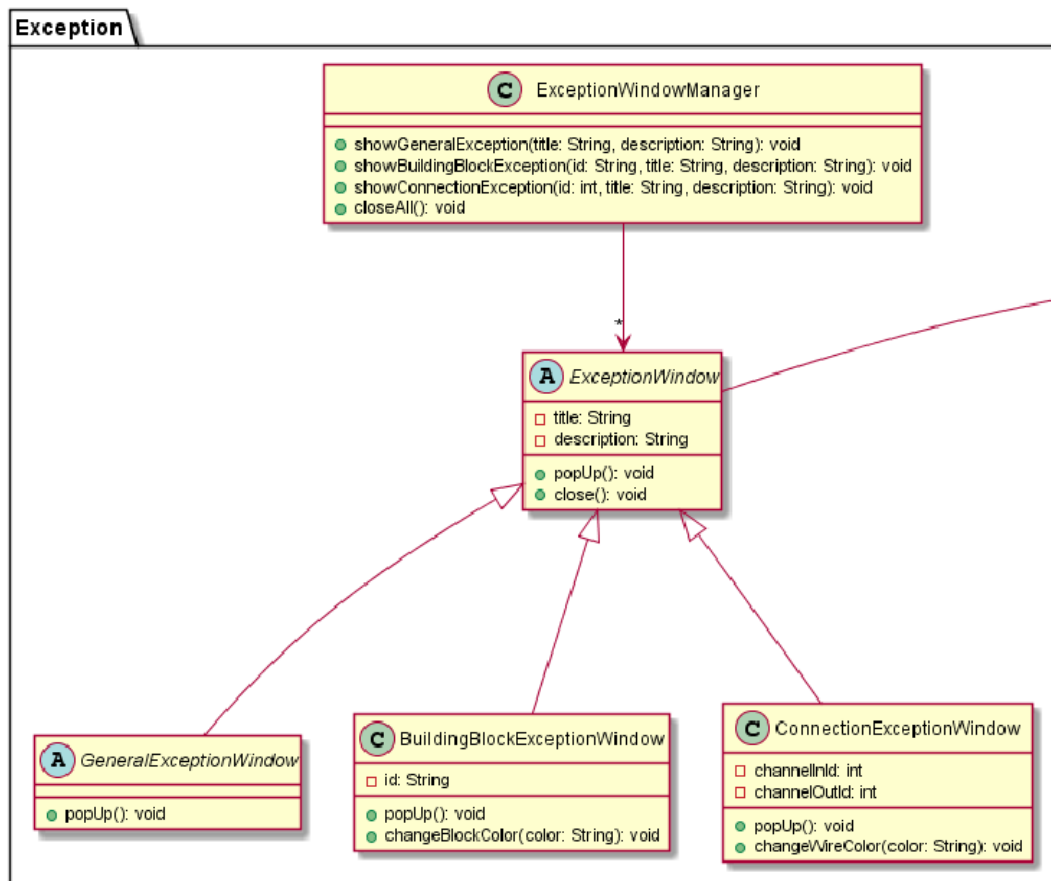 Exception
C ExceptionWindowManager
showGeneralException(title: String, description: String): void
showBuildingBlockException(id: String, title: String, description: String): void
showConnectionException(id: int, title: String, description: String): void
closeAll(): void
*
A ExceptionWindow
title: String
description: String
popUp(): void
close(): void
A GeneralExceptionWindow
popUp(): void
C BuildingBlockExceptionWindow
id: String
popUp(): void
changeBlockColor(color: String): void
C ConnectionExceptionWindow
channelInId: int
channelOutId: int
popUp(): void
changeWireColor(color: String): void